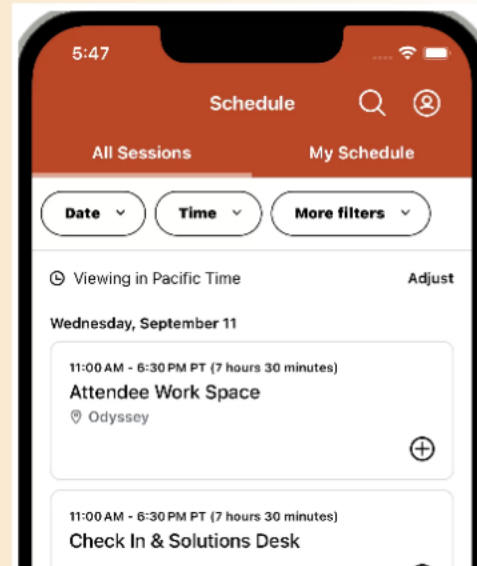 5:47
Schedule
All Sessions
My Schedule
Date
Time
More filters
Viewing in Pacific Time
Adjust
Wednesday, September 11
11:00 AM - 6:30 PM PT (7 hours 30 minutes)
Attendee Work Space
Odyssey
11:00 AM - 6:30 PM PT (7 hours 30 minutes)
Check In & Solutions Desk